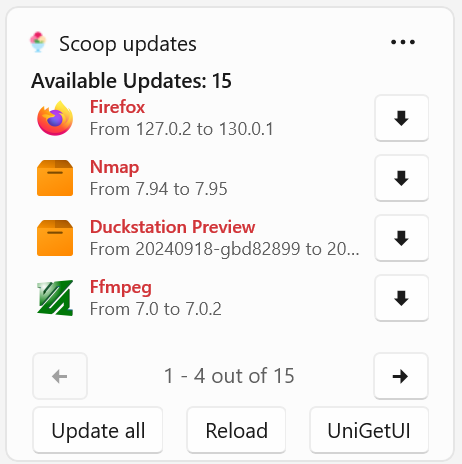 Scoop updates
Available Updates: 15
Firefox
From 127.0.2 to 130.0.1
Nmap
From 7.94 to 7.95
Duckstation Preview
From 20240918-gbd82899 to 20...
Ffmpeg
From 7.0 to 7.0.2
1 - 4 out of 15
Update all
Reload
UniGetUI